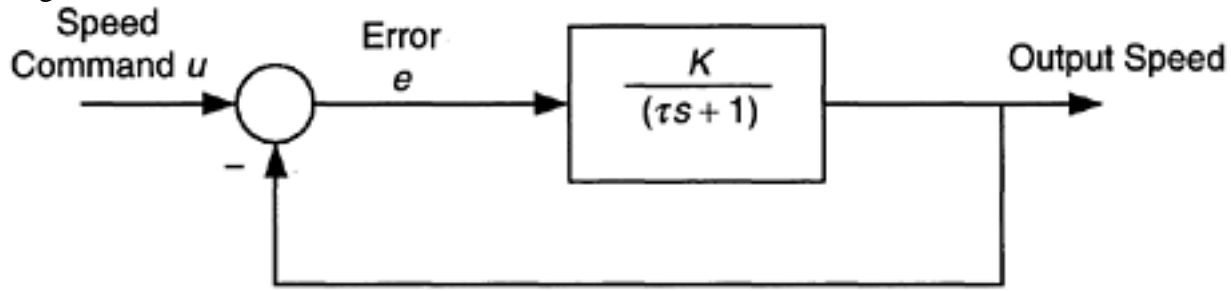 Speed
Command u
Error
e
K
(τs + 1)
Output Speed
−